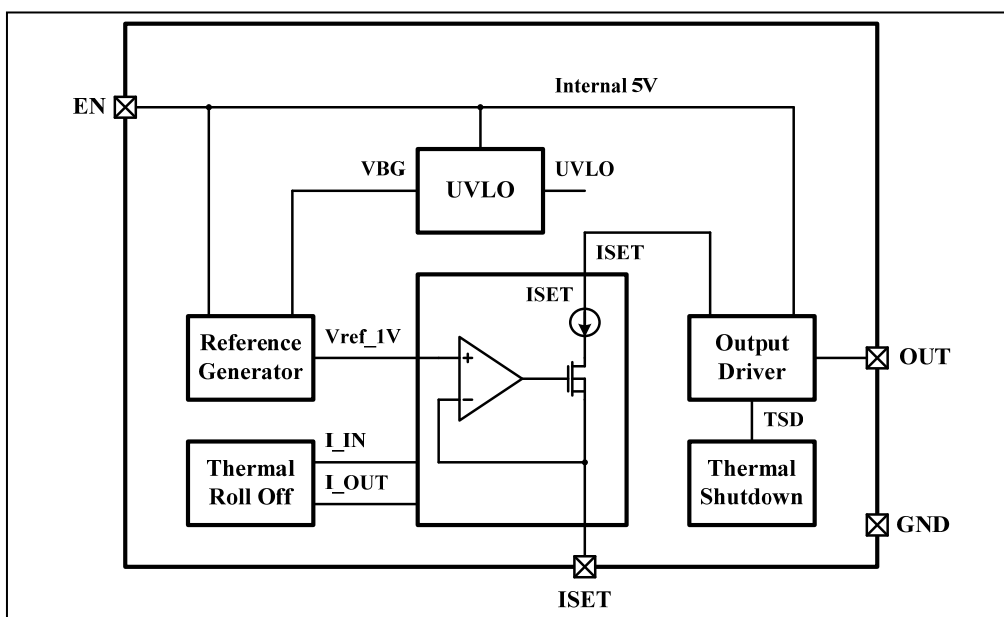 Internal 5V
EN
VBG
UVLO
UVLO
ISET
ISET
Reference
Generator
Vref_1V
+
-
Output
Driver
OUT
TSD
Thermal
Roll Off
I_IN
I_OUT
Thermal
Shutdown
GND
ISET